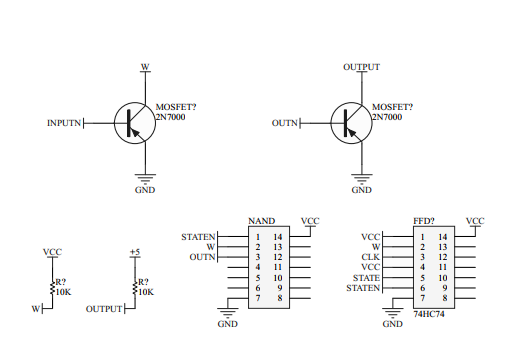 W
OUTPUT
MOSFET?
2N7000
INPUTN
GND
MOSFET?
2N7000
OUTN
GND
NAND
VCC
STATEN 1 14
W 2 13
OUTN 3 12
4 11
5 10
6 9
7 8
GND
FFD?
VCC
VCC 1 14
W 2 13
CLK 3 12
VCC 4 11
STATE 5 10
STATEN 6 9
7 8
74HC74
GND
VCC
R?
10K
W
+5
R?
10K
OUTPUT